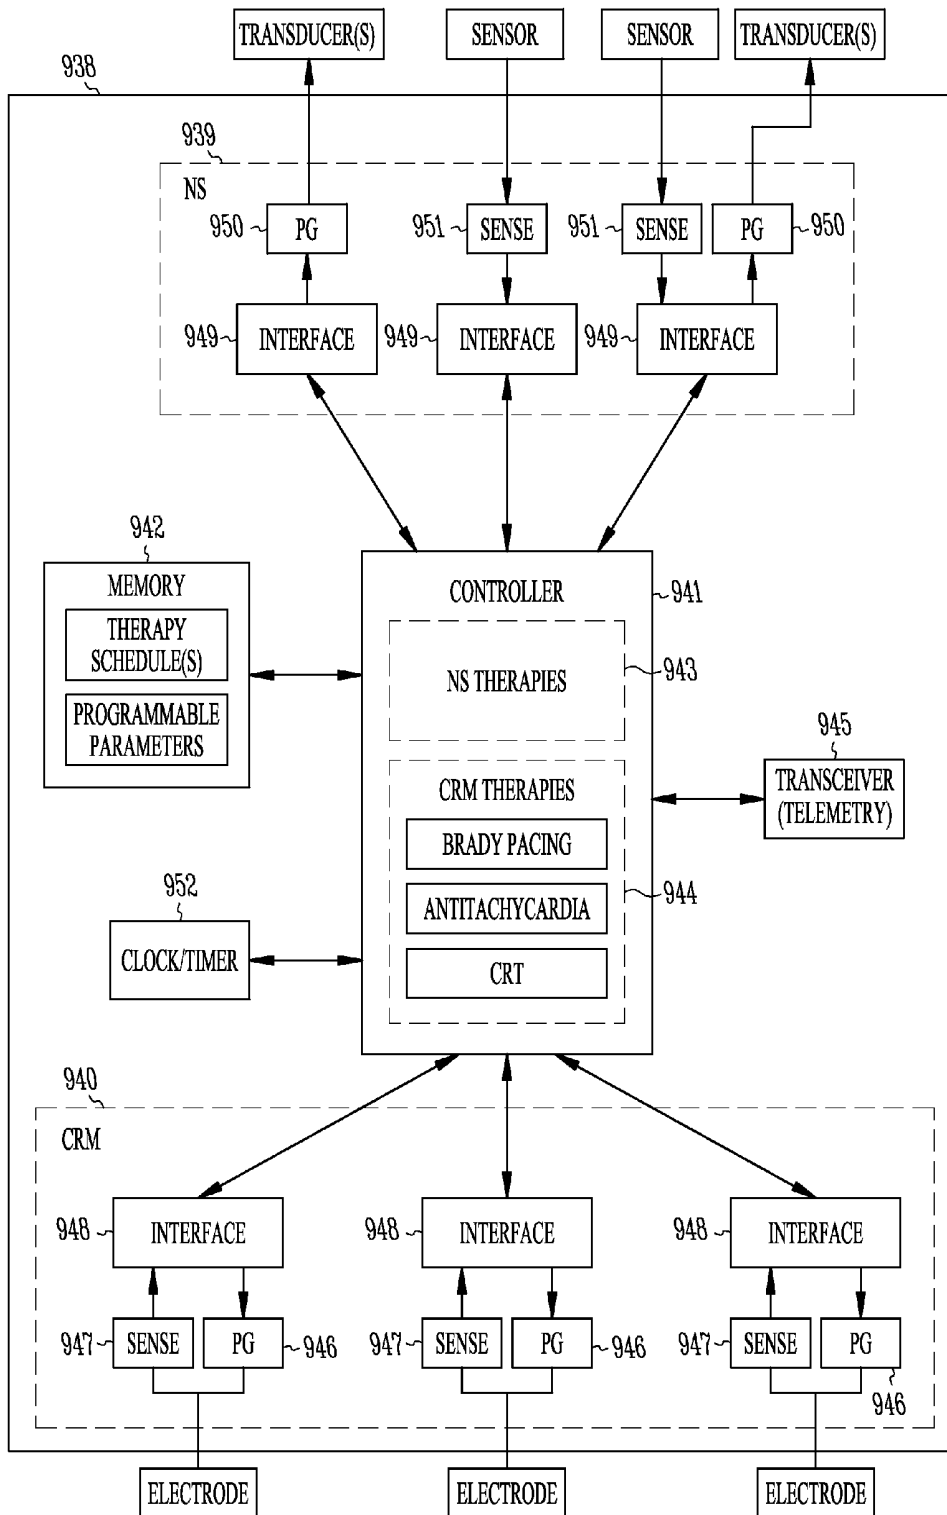 TRANSDUCER(S)
SENSOR
SENSOR
TRANSDUCER(S)
938
939
NS
950
PG
951
SENSE
951
SENSE
PG
950
949
INTERFACE
949
INTERFACE
949
INTERFACE
942
MEMORY
THERAPY
SCHEDULE(S)
PROGRAMMABLE
PARAMETERS
CONTROLLER
941
NS THERAPIES
943
CRM THERAPIES
BRADY PACING
ANTITACHYCARDIA
CRT
944
945
TRANSCEIVER
(TELEMETRY)
952
CLOCK/TIMER
940
CRM
948
INTERFACE
948
INTERFACE
948
INTERFACE
947
SENSE
PG
946
947
SENSE
PG
946
947
SENSE
PG
946
ELECTRODE
ELECTRODE
ELECTRODE